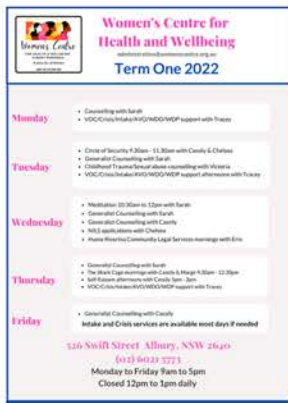 Women's Centre for
Health and Wellbeing
Term One 2022
Women's Centre
Monday
Counselling with Sarah
VOC/Crisis/Intake/AVO/WDO/WDP support with Tracey
Tuesday
Circle of Security 9.30am - 11.30am with Cassly & Chelsea
Generalist Counselling with Sarah
Childhood Trauma/Sexual abuse counselling with Victoria
VOC/Crisis/Intake/AVO/WDO/WDP support afternoons with Tracey
Wednesday
Meditation 10:30am to 12pm with Sarah
Generalist Counselling with Sarah
Generalist Counselling with
NILS applications with Chelsea
Hume Riverina Community Legal Services mornings with Erin
Thursday
Generalist Counselling with Sarah
The Shark Cage mornings with & Marge 9:30am - 12:30pm
Self-Esteem afternoons with 1pm - 3pm
VOC/Crisis/Intake/AVO/WDO/WDP support with Tracey
Friday
Generalist Counselling with
Intake and Crisis services are available most days if needed
526 Swift Street Albury, NSW 2640
(02) 6021 5773
Monday to Friday 9am to 5pm
Closed 12pm to 1pm daily